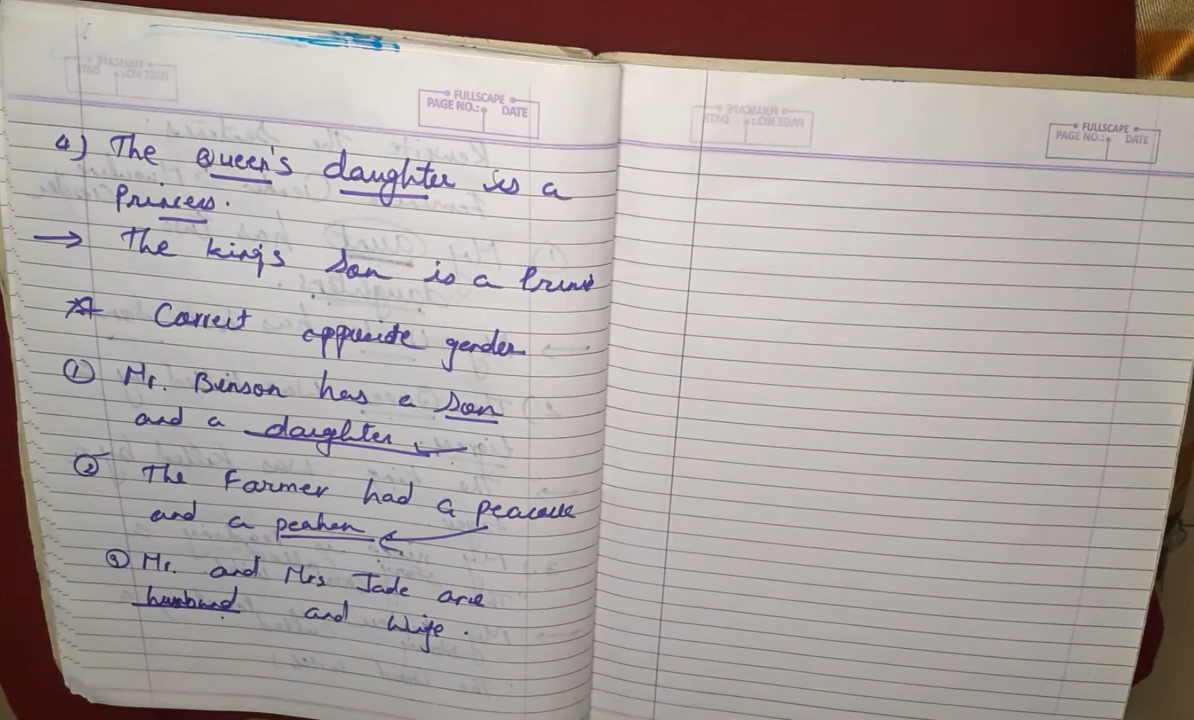 FULLSCAPE
PAGE NO.: DATE
FULLSCAPE
PAGE NO.: DATE
4) The Queen's daughter is a
Princess.
→ The king's Son is a Prince
Correct opposite gender
① Mr. Binson has a son
and a daughter.
② The Farmer had a peacock
and a peahen
③ Mr. and Mrs Jade are
husband and Wife.